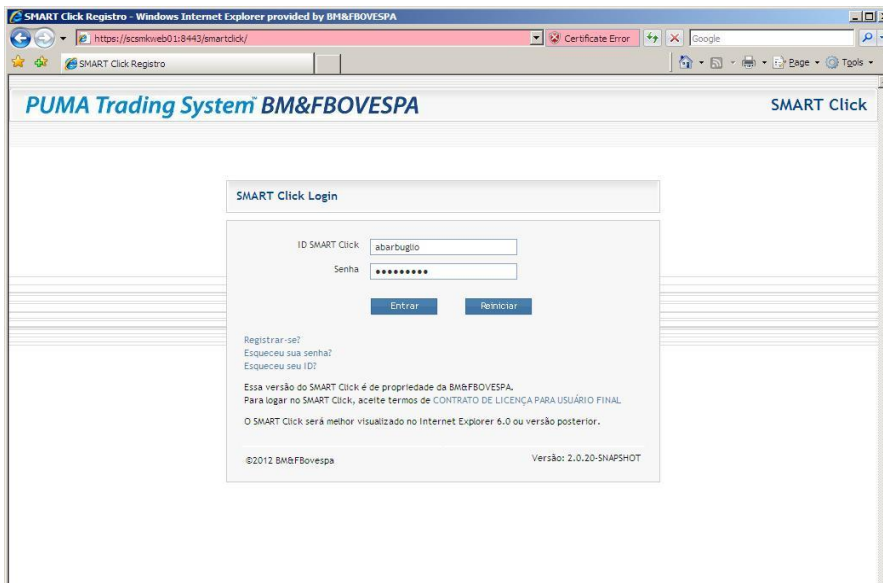 SMART Click Registro - Windows Internet Explorer provided by BM&FBOVESPA
https://scsmkweb01:8443/smartclick/
Certificate Error
Google
SMART Click Registro
Page
Tools
PUMA Trading System™ BM&FBOVESPA
SMART Click
SMART Click Login
ID SMART Click
abarbuglio
Senha
Entrar
Reiniciar
Registrar-se?
Esqueceu sua senha?
Esqueceu seu ID?
Essa versão do SMART Click é de propriedade da BM&FBOVESPA.
Para logar no SMART Click, aceite termos de CONTRATO DE LICENÇA PARA USUÁRIO FINAL
O SMART Click será melhor visualizado no Internet Explorer 6.0 ou versão posterior.
©2012 BM&FBovespa
Versão: 2.0.20-SNAPSHOT